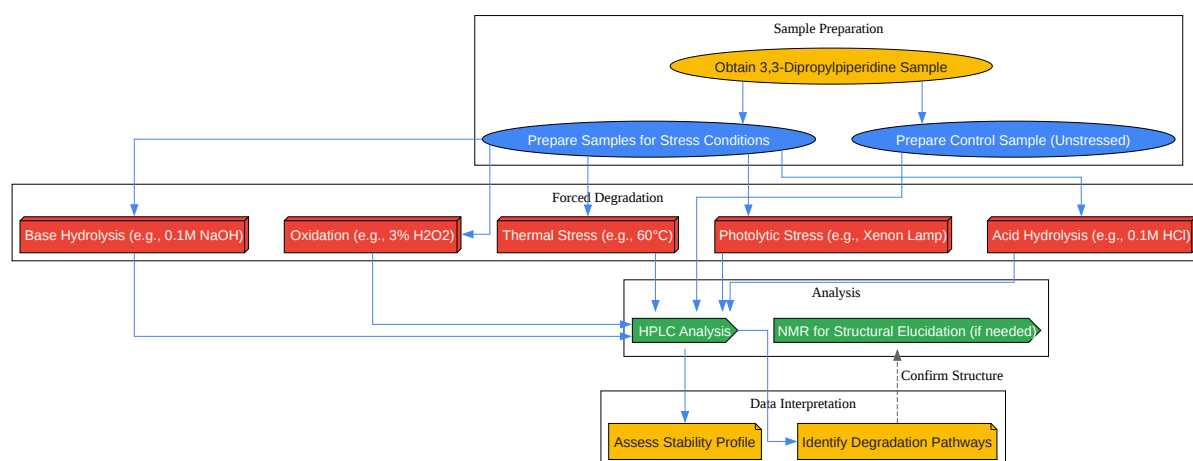 Sample Preparation
Obtain 3,3-Dipropylpiperidine Sample
Prepare Samples for Stress Conditions
Prepare Control Sample (Unstressed)
Forced Degradation
Base Hydrolysis (e.g., 0.1M NaOH)
Oxidation (e.g., 3% H2O2)
Thermal Stress (e.g., 60°C)
Photolytic Stress (e.g., Xenon Lamp)
Acid Hydrolysis (e.g., 0.1M HCl)
Analysis
HPLC Analysis
NMR for Structural Elucidation (if needed)
Confirm Structure
Data Interpretation
Assess Stability Profile
Identify Degradation Pathways